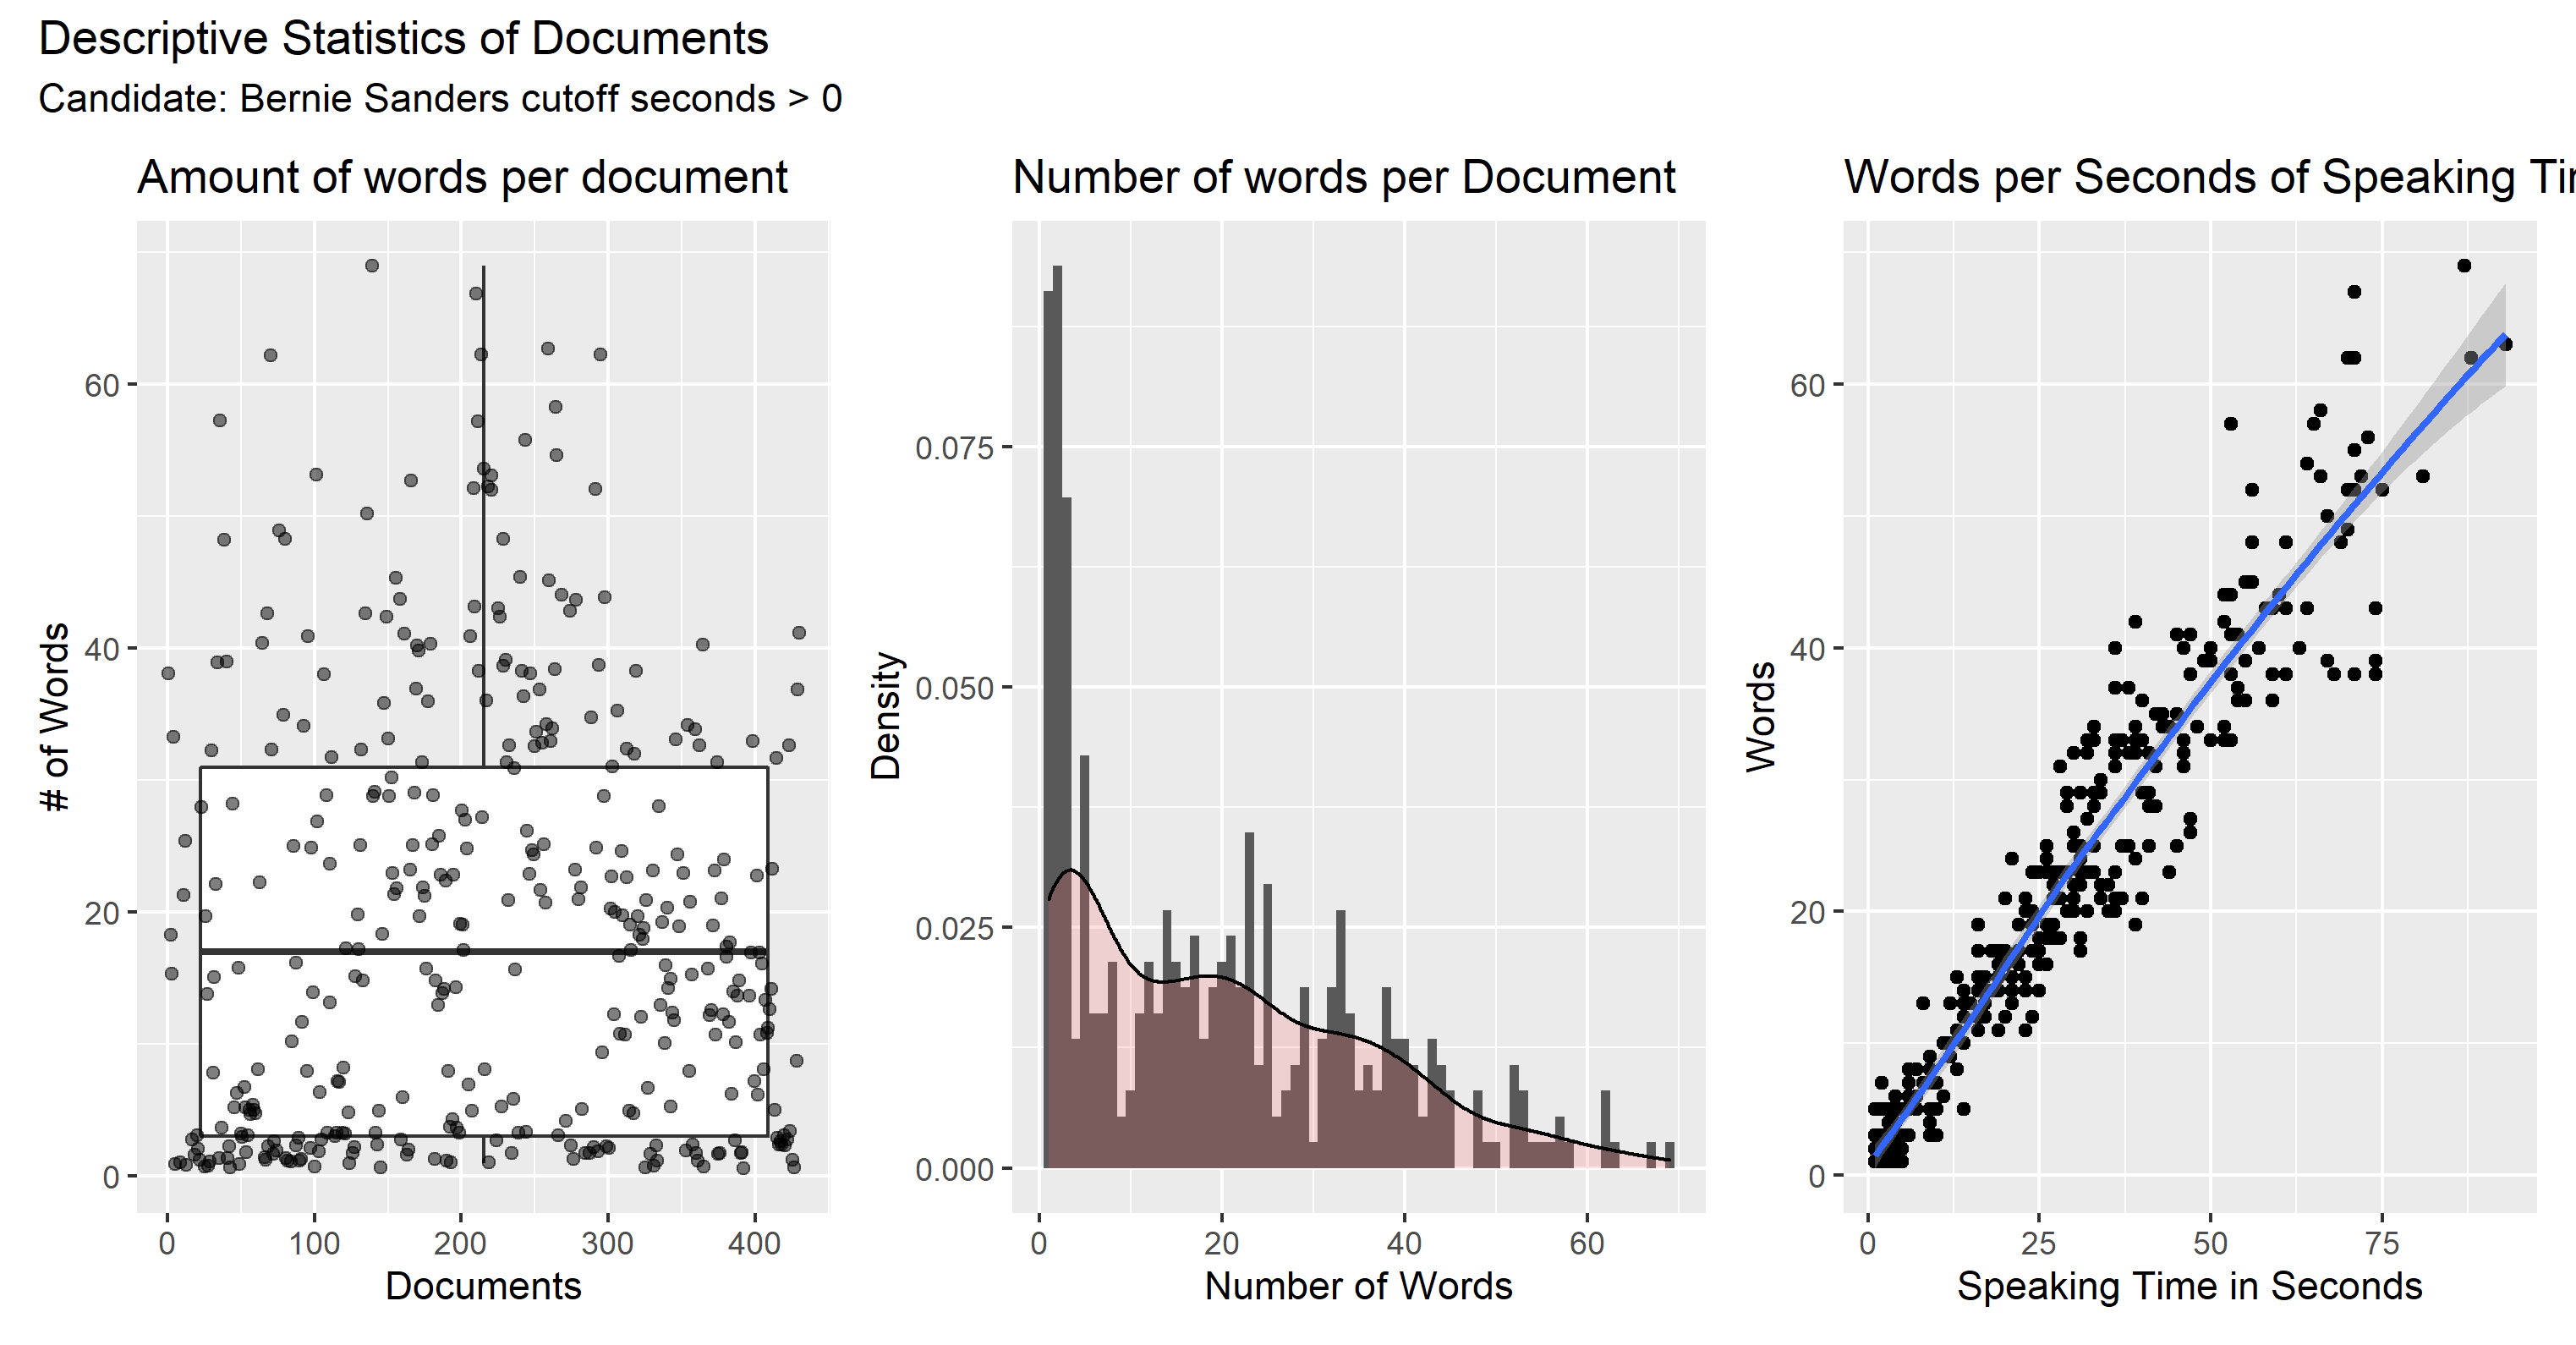 Descriptive Statistics of Documents
Candidate: Bernie Sanders cutoff seconds > 0
Amount of words per document
# of Words
60
40
20
0
0 100 200 300 400
Documents
Number of words per Document
Density
0.075
0.050
0.025
0.000
0 20 40 60
Number of Words
Words per Seconds of Speaking Tir
Words
60
40
20
0
0 25 50 75
Speaking Time in Seconds